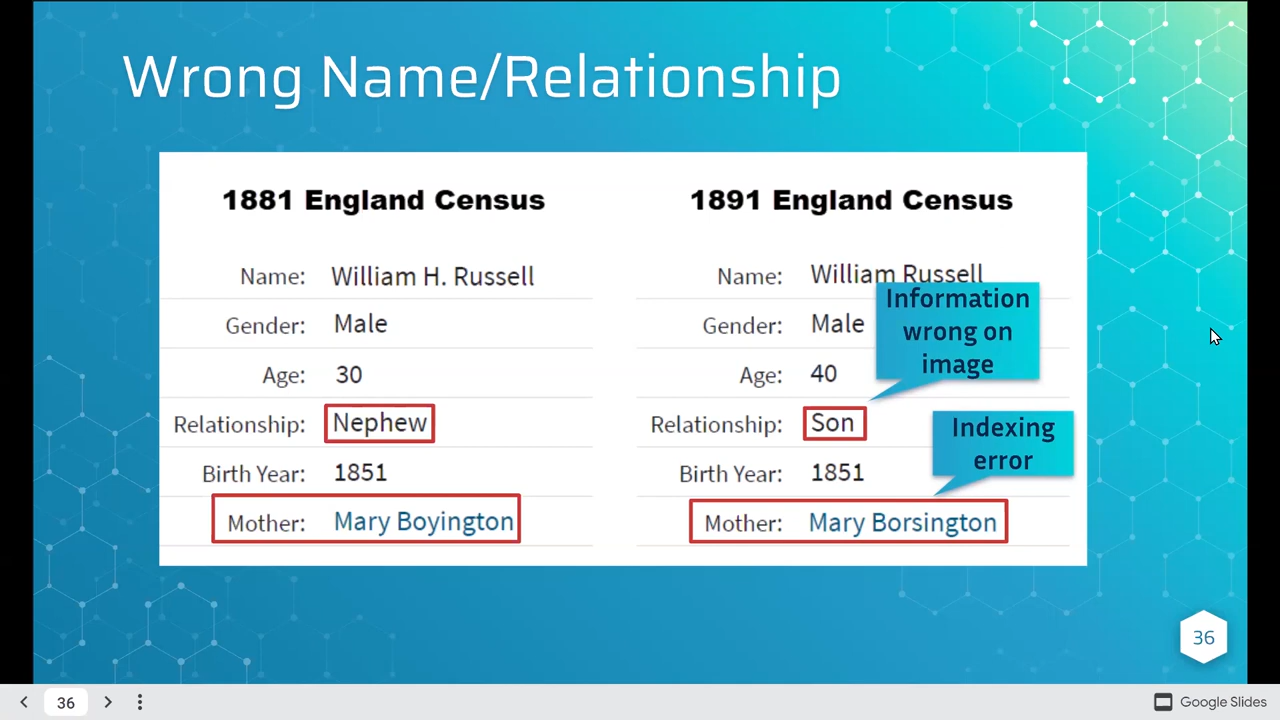 Wrong Name/Relationship
1881 England Census
Name: William H. Russell
Gender: Male
Age: 30
Relationship: Nephew
Birth Year: 1851
Mother: Mary Boyington
1891 England Census
Name: William Russell
Gender: Male
Age: 40
Relationship: Son
Birth Year: 1851
Mother: Mary Borsington
Information
wrong on
image
Indexing
error
36
36
Google Slides